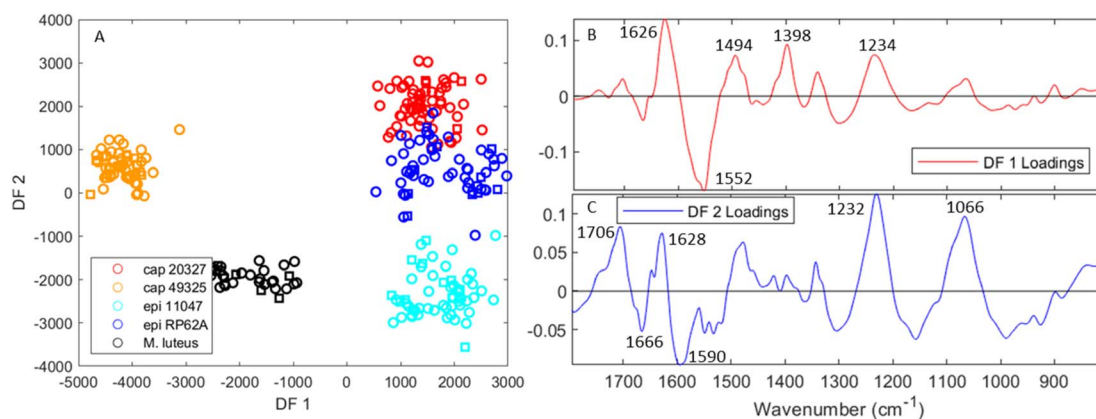 A
DF 2
4000
3000
2000
1000
0
-1000
-2000
-3000
-4000
cap 20327
cap 49325
epi 11047
epi RP62A
M. luteus
-5000 -4000 -3000 -2000 -1000 0 1000 2000 3000
DF 1
B
0.1
0
-0.1
1626
1494
1398
1234
1552
DF 1 Loadings
C
DF 2 Loadings
0.1
0.05
0
-0.05
1706
1628
1232
1066
1666
1590
1700 1600 1500 1400 1300 1200 1100 1000 900
Wavenumber (cm⁻¹)